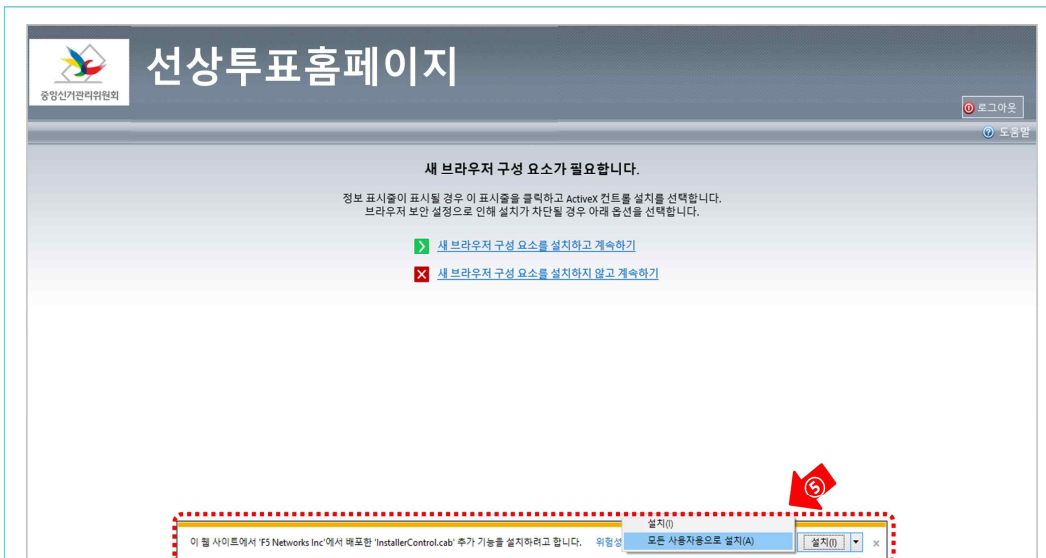 중앙선거관리위원회
선상투표홈페이지
로그아웃
도움말
새 브라우저 구성 요소가 필요합니다.
정보 표시줄이 표시될 경우 이 표시줄을 클릭하고 ActiveX 컨트롤 설치를 선택합니다.
브라우저 보안 설정으로 인해 설치가 차단될 경우 아래 옵션을 선택합니다.
새 브라우저 구성 요소를 설치하고 계속하기
새 브라우저 구성 요소를 설치하지 않고 계속하기
⑤
설치(I)
모든 사용자용으로 설치(A)
이 웹 사이트에서 'F5 Networks Inc'에서 배포한 'InstallerControl.cab' 추가 기능을 설치하려고 합니다. 위험성 설치(I)